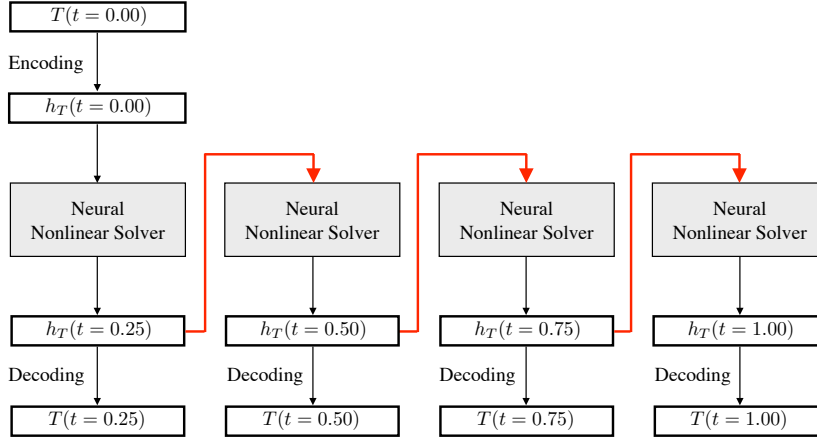 T(t = 0.00)
Encoding
h_T(t = 0.00)
Neural
Nonlinear Solver
Neural
Nonlinear Solver
Neural
Nonlinear Solver
Neural
Nonlinear Solver
h_T(t = 0.25)
h_T(t = 0.50)
h_T(t = 0.75)
h_T(t = 1.00)
Decoding
Decoding
Decoding
Decoding
T(t = 0.25)
T(t = 0.50)
T(t = 0.75)
T(t = 1.00)